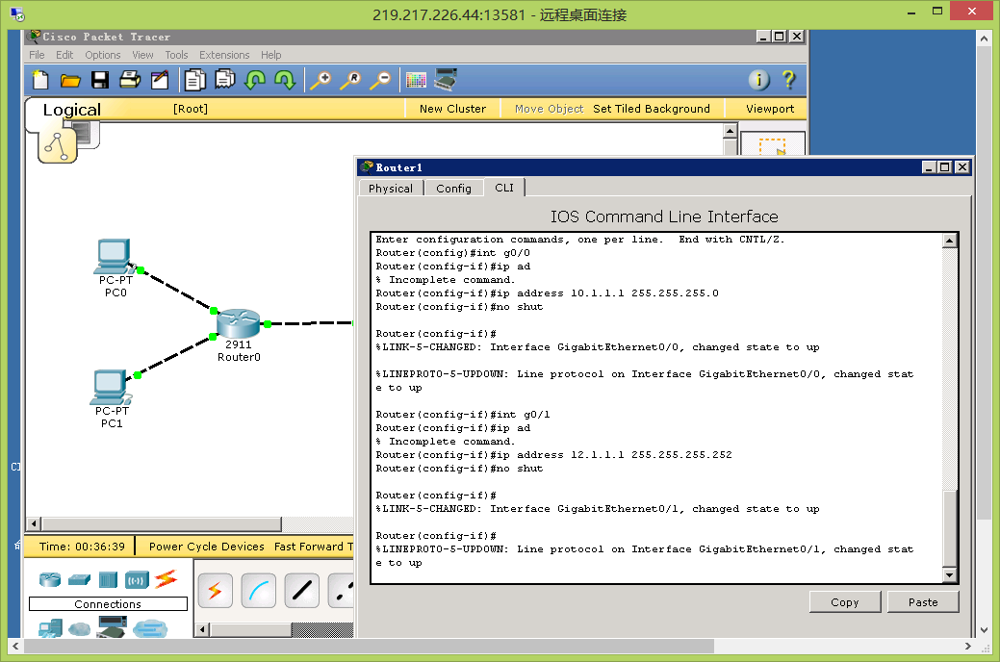 219.217.226.44:13581 - 远程桌面连接
Cisco Packet Tracer
File Edit Options View Tools Extensions Help
Logical
[Root]
New Cluster
Move Object
Set Tiled Background
Viewport
PC-PT
PC0
2911
Router0
PC-PT
PC1
Time: 00:36:39
Power Cycle Devices
Fast Forward T
Connections
Router1
Physical
Config
CLI
IOS Command Line Interface
Enter configuration commands, one per line.  End with CNTL/Z.
Router(config)#int g0/0
Router(config-if)#ip ad
% Incomplete command.
Router(config-if)#ip address 10.1.1.1 255.255.255.0
Router(config-if)#no shut
Router(config-if)#
%LINK-5-CHANGED: Interface GigabitEthernet0/0, changed state to up
%LINEPROTO-5-UPDOWN: Line protocol on Interface GigabitEthernet0/0, changed stat
e to up
Router(config-if)#int g0/1
Router(config-if)#ip ad
% Incomplete command.
Router(config-if)#ip address 12.1.1.1 255.255.255.252
Router(config-if)#no shut
Router(config-if)#
%LINK-5-CHANGED: Interface GigabitEthernet0/1, changed state to up
Router(config-if)#
%LINEPROTO-5-UPDOWN: Line protocol on Interface GigabitEthernet0/1, changed stat
e to up
Copy
Paste